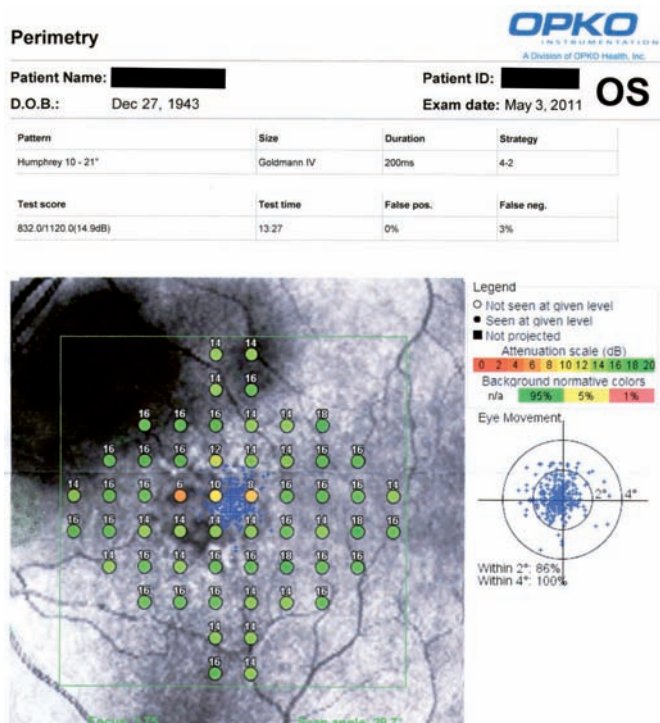 OPKO
INSTRUMENTATION
A Division of OPKO Health, Inc.
Perimetry
Patient Name:
Patient ID:
OS
D.O.B.: Dec 27, 1943
Exam date: May 3, 2011
Pattern Size Duration Strategy
Humphrey 10 - 21° Goldmann IV 200ms 4-2
Test score Test time False pos. False neg.
832.0/1120.0(14.9dB) 13:27 0% 3%
14 14
14 16
16 16 16 14 14 18
16 16 16 12 14 14 16 16
14 16 16 6 10 8 16 16 16 14
16 16 14 14 16 14 16 14 18 16
14 16 14 16 16 18 16 16
16 16 16 14 14 16
14 14
16 14
Legend
Not seen at given level
Seen at given level
Not projected
Attenuation scale (dB)
0 2 4 6 8 10 12 14 16 18 20
Background normative colors
n/a 95% 5% 1%
Eye Movement
2° 4°
Within 2°: 86%
Within 4°: 100%